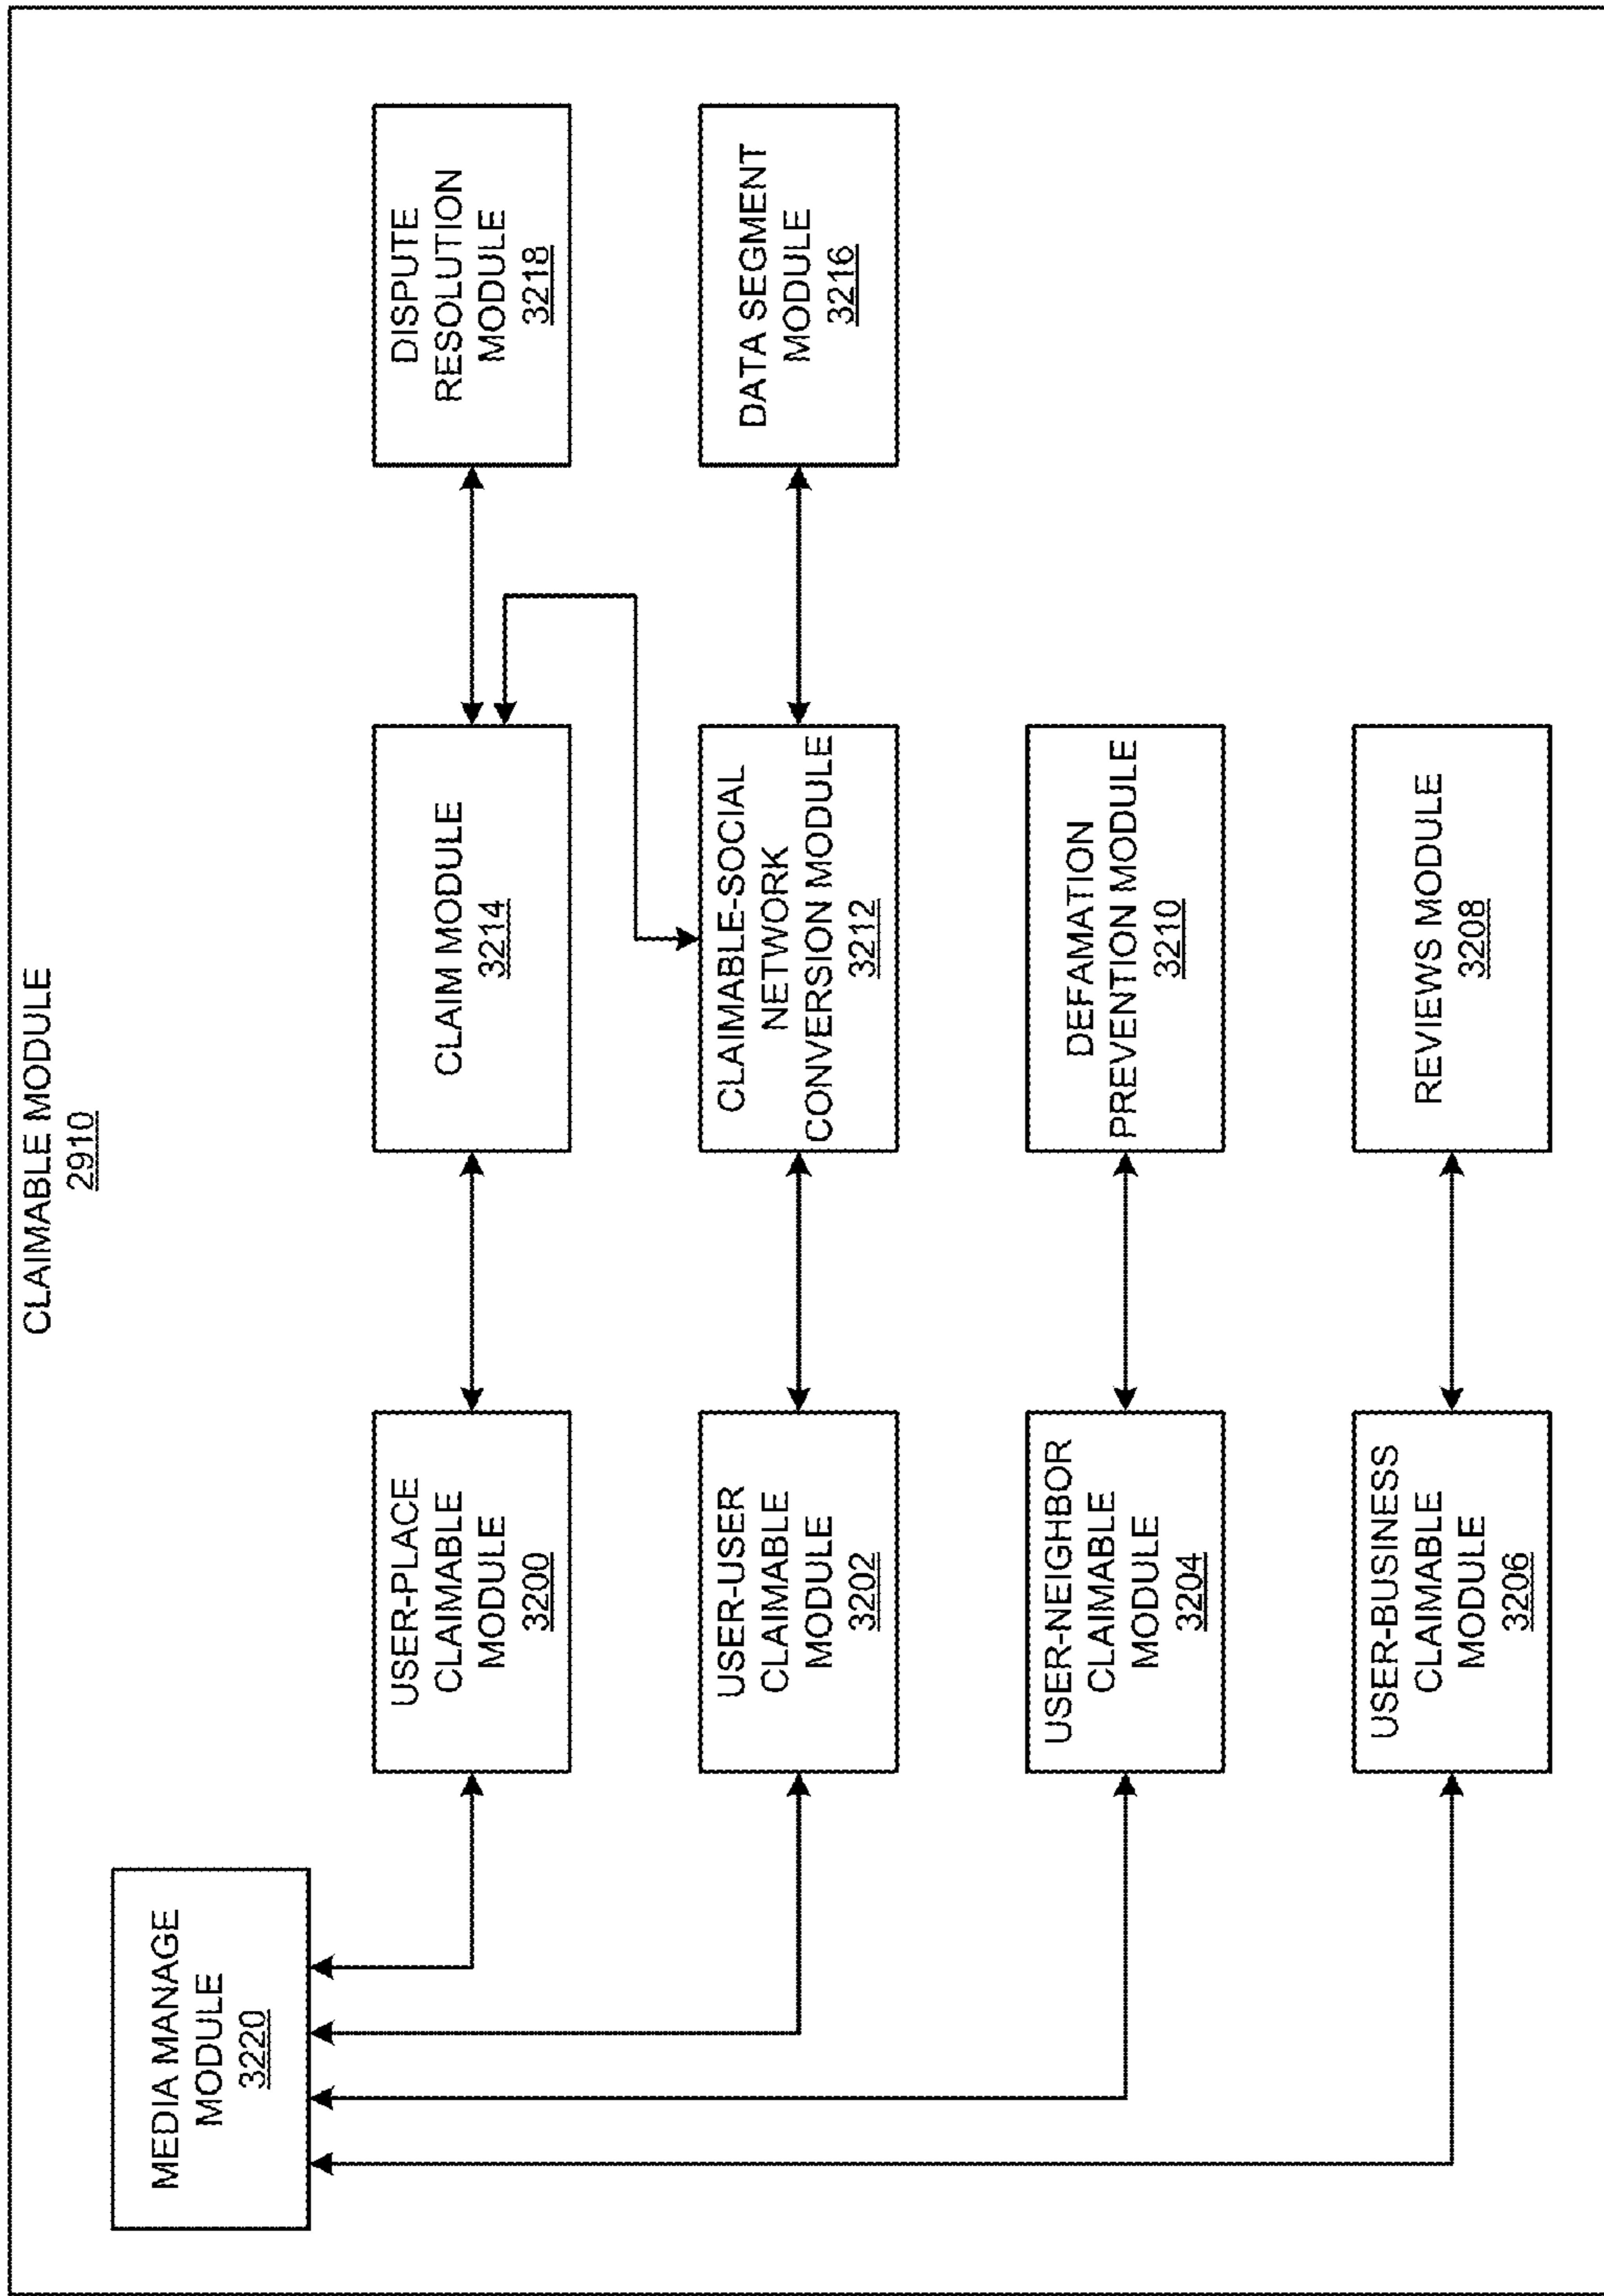 CLAIMABLE MODULE
2910
MEDIA MANAGE
MODULE
3220
USER-PLACE
CLAIMABLE
MODULE
3200
CLAIM MODULE
3214
DISPUTE
RESOLUTION
MODULE
3218
USER-USER
CLAIMABLE
MODULE
3202
CLAIMABLE-SOCIAL
NETWORK
CONVERSION MODULE
3212
DATA SEGMENT
MODULE
3216
USER-NEIGHBOR
CLAIMABLE
MODULE
3204
DEFAMATION
PREVENTION MODULE
3210
USER-BUSINESS
CLAIMABLE
MODULE
3206
REVIEWS MODULE
3208